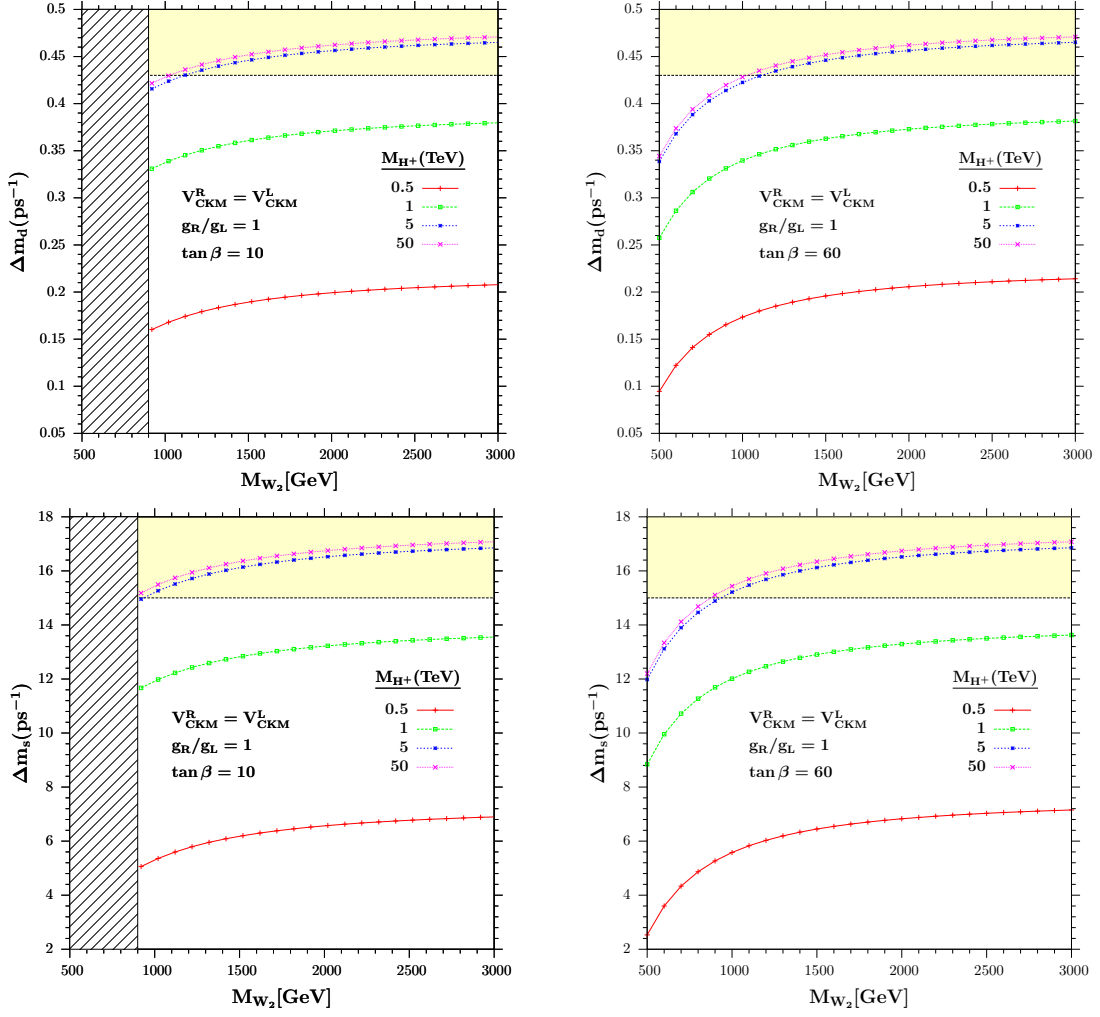 0.5
0.45
0.4
0.35
0.3
0.25
0.2
0.15
0.1
0.05
Δm_d(ps⁻¹)
M_H⁺(TeV)
0.5
1
5
50
V^R_CKM = V^L_CKM
g_R/g_L = 1
tan β = 10
500 1000 1500 2000 2500 3000
M_W₂[GeV]
0.5
0.45
0.4
0.35
0.3
0.25
0.2
0.15
0.1
0.05
Δm_d(ps⁻¹)
M_H⁺(TeV)
0.5
1
5
50
V^R_CKM = V^L_CKM
g_R/g_L = 1
tan β = 60
500 1000 1500 2000 2500 3000
M_W₂[GeV]
18
16
14
12
10
8
6
4
2
Δm_s(ps⁻¹)
M_H⁺(TeV)
0.5
1
5
50
V^R_CKM = V^L_CKM
g_R/g_L = 1
tan β = 10
500 1000 1500 2000 2500 3000
M_W₂[GeV]
18
16
14
12
10
8
6
4
2
Δm_s(ps⁻¹)
M_H⁺(TeV)
0.5
1
5
50
V^R_CKM = V^L_CKM
g_R/g_L = 1
tan β = 60
500 1000 1500 2000 2500 3000
M_W₂[GeV]